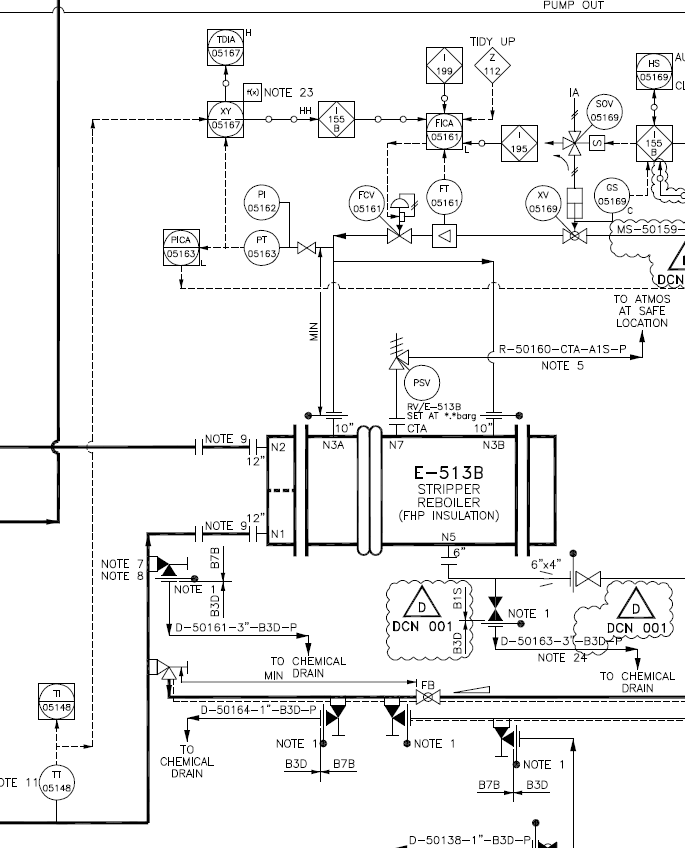 PUMP OUT
TDIA
05167
H
TIDY UP
I
199
Z
112
HS
05169
f(x)
NOTE 23
IA
SOV
05169
XY
05167
HH
I
155
B
FICA
05161
L
I
195
S
I
155
B
PI
05162
FCV
05161
FT
05161
XV
05169
GS
05169
C
PICA
05163
L
PT
05163
MS-50159-
DCN
TO ATMOS
AT SAFE
LOCATION
MIN
R-50160-CTA-A1S-P
NOTE 5
PSV
RV/E-513B
SET AT *.*barg
10"
CTA
10"
NOTE 9
12"
N2
N3A
N7
N3B
E-513B
STRIPPER
REBOILER
(FHP INSULATION)
NOTE 9
12"
N1
N5
6"
6"x4"
NOTE 7
NOTE 8
B7B
NOTE 1
B3D
D
DCN 001
B1S
B3D
NOTE 1
D
DCN 001
D-50161-3"-B3D-P
D-50163-3"-B3D-P
NOTE 24
TO CHEMICAL
DRAIN
MIN
TO CHEMICAL
DRAIN
FB
TI
05148
D-50164-1"-B3D-P
NOTE 1
NOTE 1
TO
CHEMICAL
DRAIN
B3D
B7B
NOTE 1
OTE 11
TT
05148
B7B
B3D
D-50138-1"-B3D-P